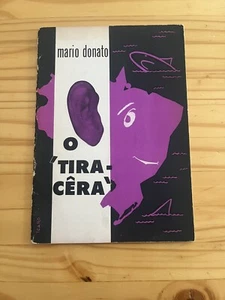 mario donato
O
'TIRA-
CÊRA'